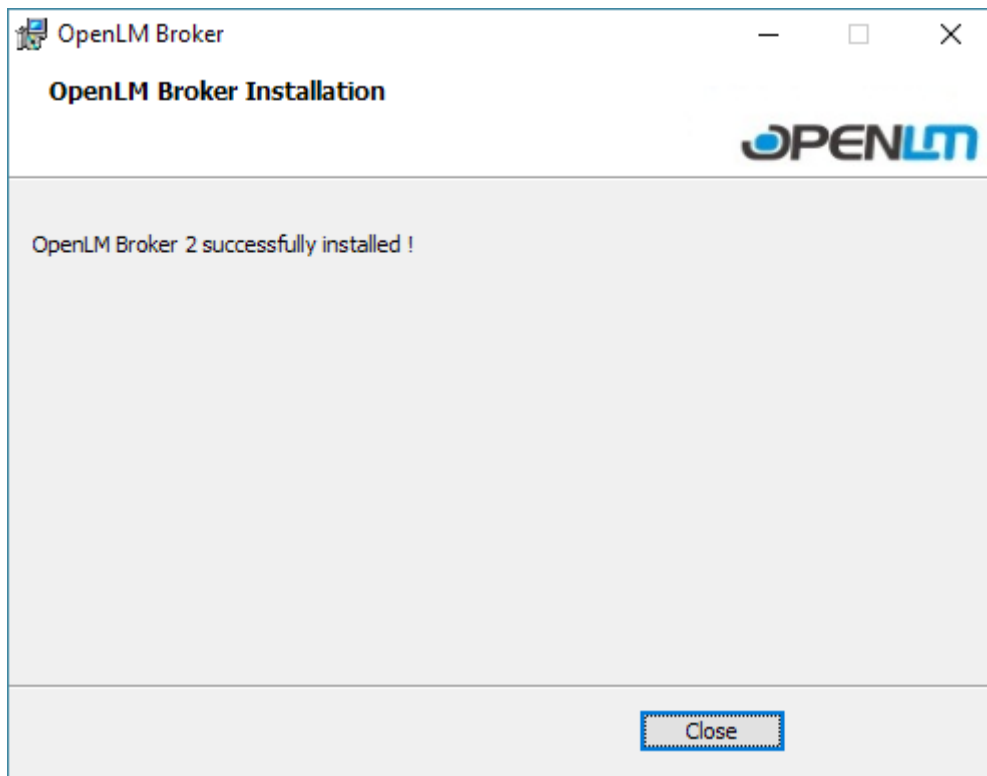 OpenLM Broker
OpenLM Broker Installation
OPENLM
OpenLM Broker 2 successfully installed !
Close